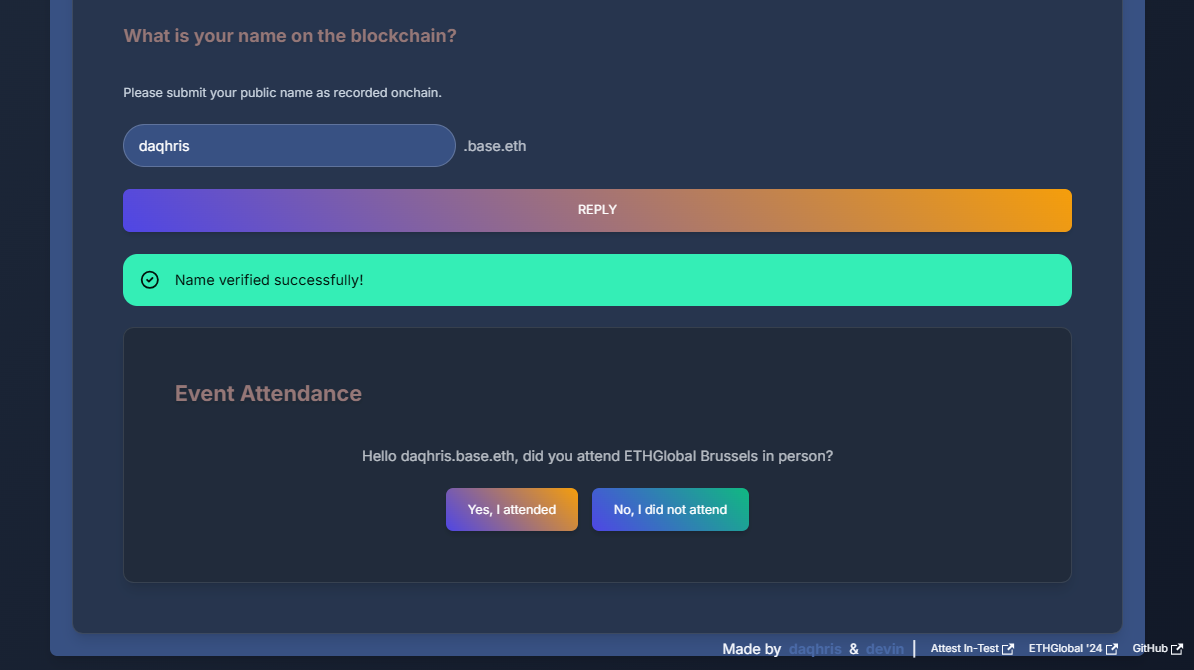 What is your name on the blockchain?
Please submit your public name as recorded onchain.
daqhris .base.eth
REPLY
Name verified successfully!
Event Attendance
Hello daqhris.base.eth, did you attend ETHGlobal Brussels in person?
Yes, I attended No, I did not attend
Made by daqhris & devin | Attest In-Test ETHGlobal '24 GitHub